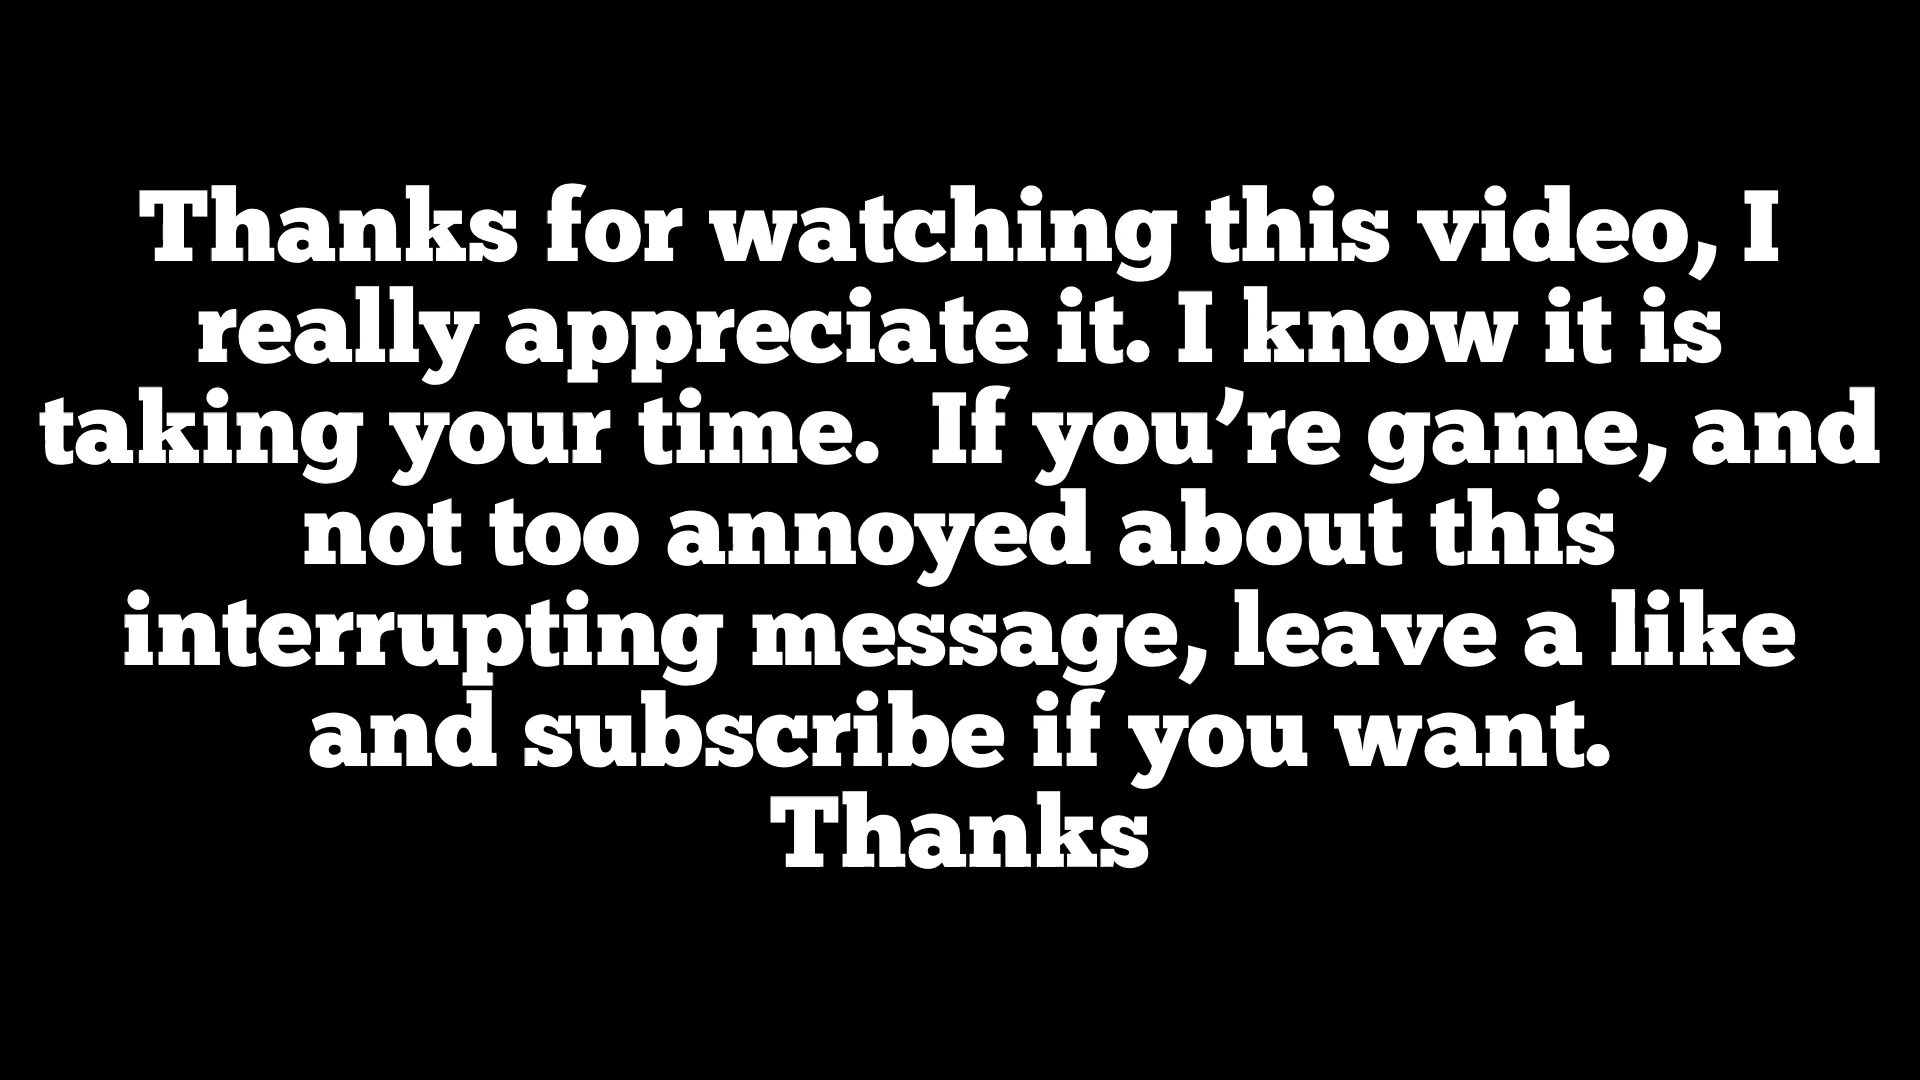 Thanks for watching this video, I
really appreciate it. I know it is
taking your time.  If you’re game, and
not too annoyed about this
interrupting message, leave a like
and subscribe if you want.
Thanks